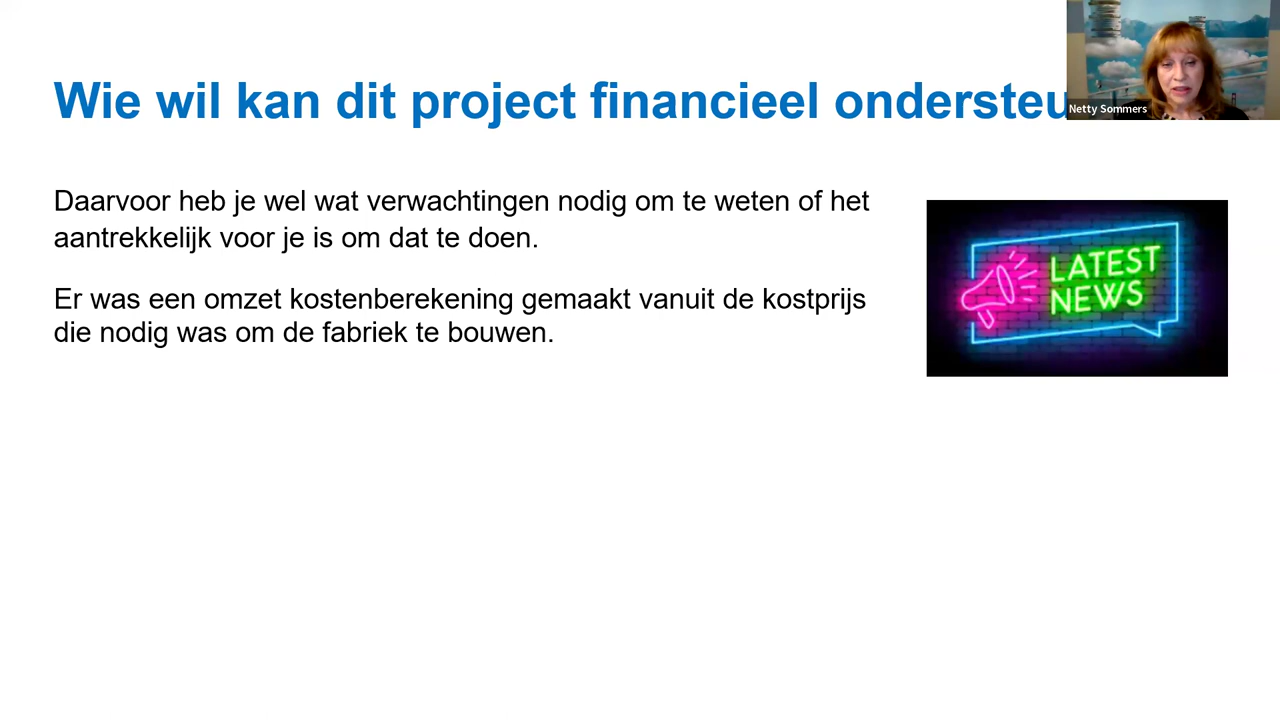 Wie wil kan dit project financieel ondersteu
Netty Sommers
Daarvoor heb je wel wat verwachtingen nodig om te weten of het
aantrekkelijk voor je is om dat te doen.
LATEST
NEWS
Er was een omzet kostenberekening gemaakt vanuit de kostprijs
die nodig was om de fabriek te bouwen.